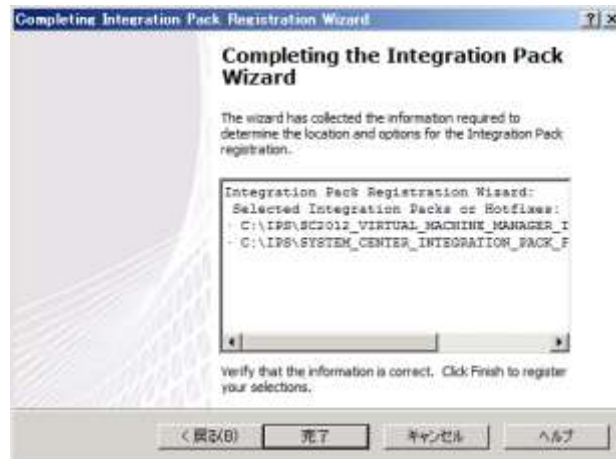 Completing Integration Pack Registration Wizard
Completing the Integration Pack
Wizard
The wizard has collected the information required to
determine the location and options for the Integration Pack
registration.
Integration Pack Registration Wizard:
Selected Integration Packs or Hotfixes:
- C:\IPS\SC2012_VIRTUAL_MACHINE_MANAGER_I
- C:\IPS\SYSTEM_CENTER_INTEGRATION_PACK_F
Verify that the information is correct. Click Finish to register
your selections.
< 戻る(B) 完了 キャンセル ヘルプ